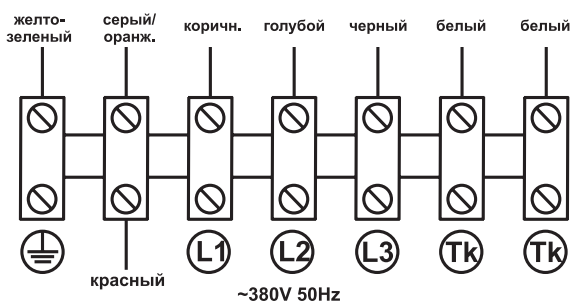 желто-
зеленый
серый/
оранж.
коричн.
голубой
черный
белый
белый
L1
L2
L3
Tk
Tk
красный
~380V 50Hz